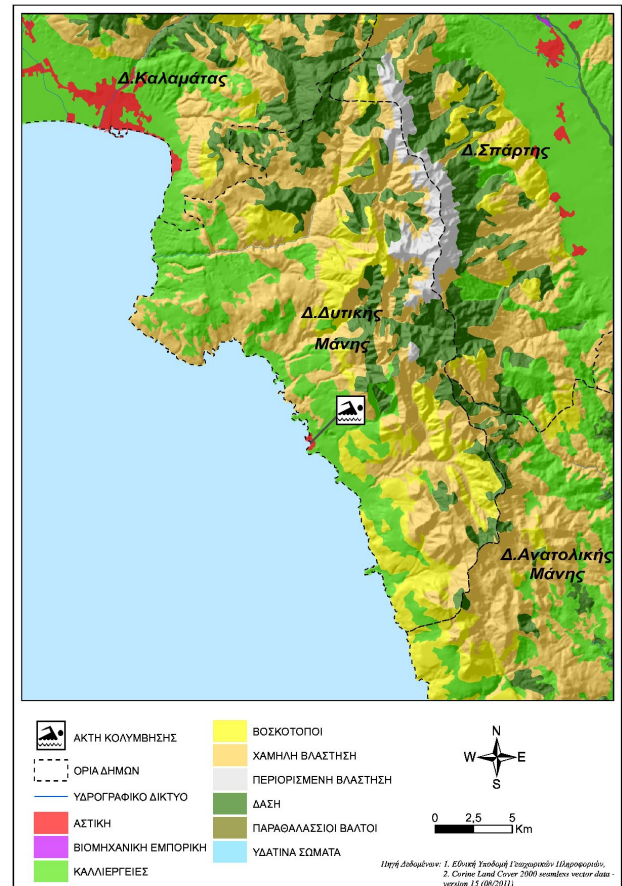 Δ.Καλαμάτας
Δ.Σπάρτης
Δ.Δυτικής
Μάνης
Δ.Ανατολικής
Μάνης
ΑΚΤΗ ΚΟΛΥΜΒΗΣΗΣ
ΟΡΙΑ ΔΗΜΩΝ
ΥΔΡΟΓΡΑΦΙΚΟ ΔΙΚΤΥΟ
ΑΣΤΙΚΗ
ΒΙΟΜΗΧΑΝΙΚΗ ΕΜΠΟΡΙΚΗ
ΚΑΛΛΙΕΡΓΕΙΕΣ
ΒΟΣΚΟΤΟΠΟΙ
ΧΑΜΗΛΗ ΒΛΑΣΤΗΣΗ
ΠΕΡΙΟΡΙΣΜΕΝΗ ΒΛΑΣΤΗΣΗ
ΔΑΣΗ
ΠΑΡΑΘΑΛΑΣΣΙΟΙ ΒΑΛΤΟΙ
ΥΔΑΤΙΝΑ ΣΩΜΑΤΑ
N
W E
S
0 2,5 5
Km
Πηγή Δεδομένων: 1. Εθνική Υποδομή Γεωχωρικών Πληροφοριών,
2. Corine Land Cover 2000 seamless vector data -
version 15 (08/2011)